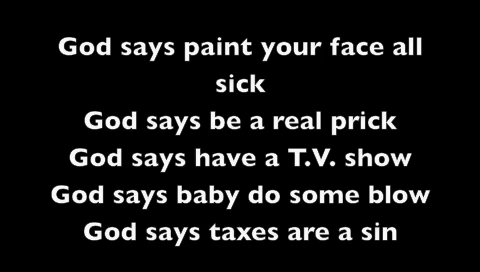 God says paint your face all
sick
God says be a real prick
God says have a T.V. show
God says baby do some blow
God says taxes are a sin